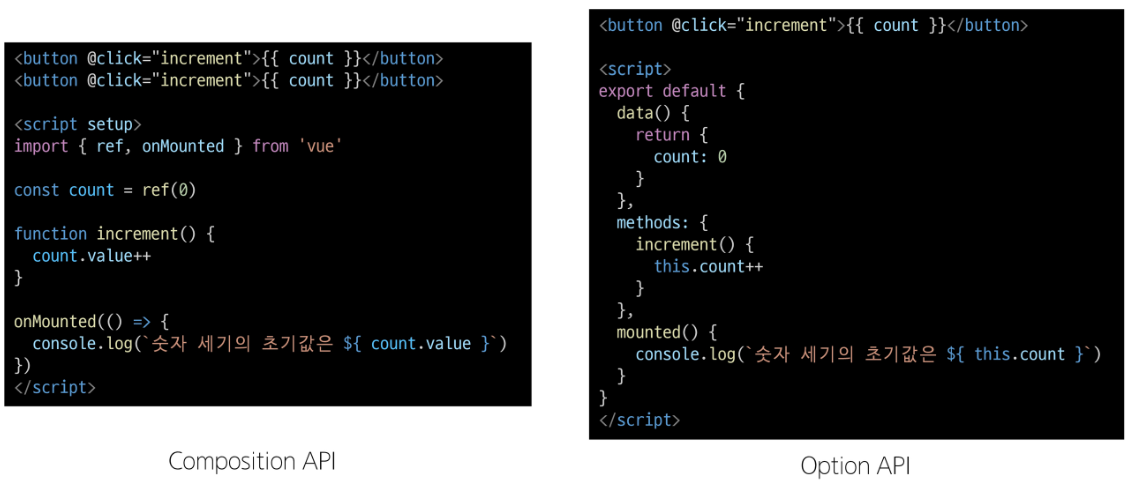 <button @click="increment">{{ count }}</button>
<button @click="increment">{{ count }}</button>

<script setup>
import { ref, onMounted } from 'vue'

const count = ref(0)

function increment() {
  count.value++
}

onMounted(() => {
  console.log(`숫자 세기의 초기값은 ${ count.value }`)
})
</script>
Composition API
<button @click="increment">{{ count }}</button>

<script>
export default {
  data() {
    return {
      count: 0
    }
  },
  methods: {
    increment() {
      this.count++
    }
  },
  mounted() {
    console.log(`숫자 세기의 초기값은 ${ this.count }`)
  }
}
</script>
Option API